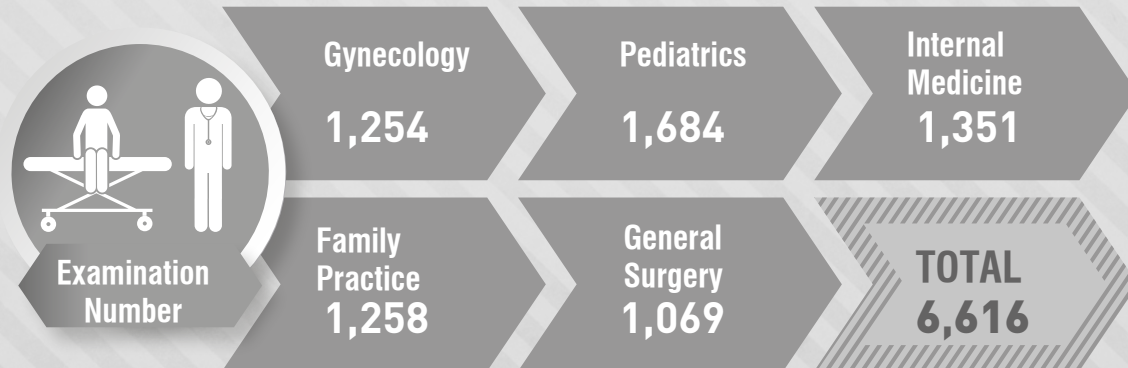 Gynecology
1,254
Pediatrics
1,684
Internal
Medicine
1,351
Examination
Number
Family
Practice
1,258
General
Surgery
1,069
TOTAL
6,616